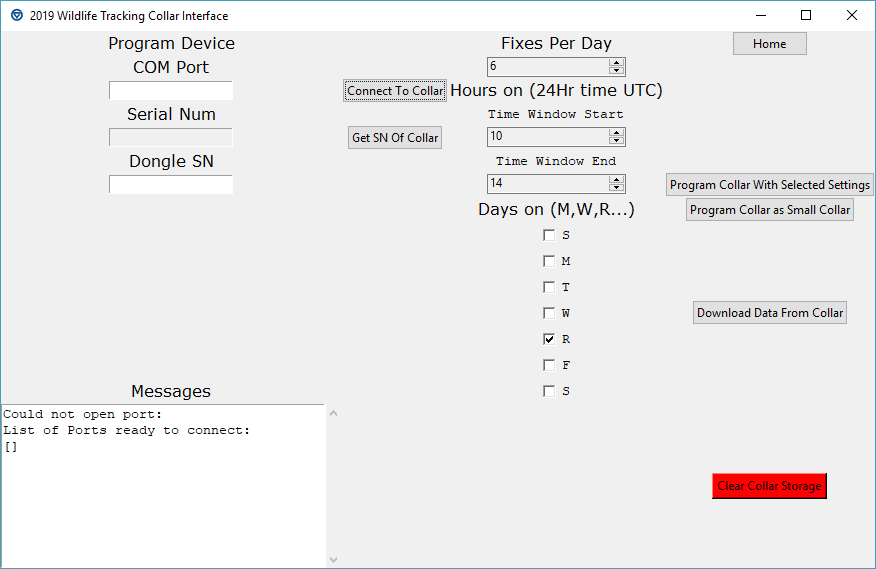 2019 Wildlife Tracking Collar Interface
Program Device
COM Port
Serial Num
Dongle SN
Connect To Collar
Get SN Of Collar
Fixes Per Day
6
Hours on (24Hr time UTC)
Time Window Start
10
Time Window End
14
Days on (M,W,R...)
S
M
T
W
R
F
S
Home
Program Collar With Selected Settings
Program Collar as Small Collar
Download Data From Collar
Clear Collar Storage
Messages
Could not open port:
List of Ports ready to connect:
[]